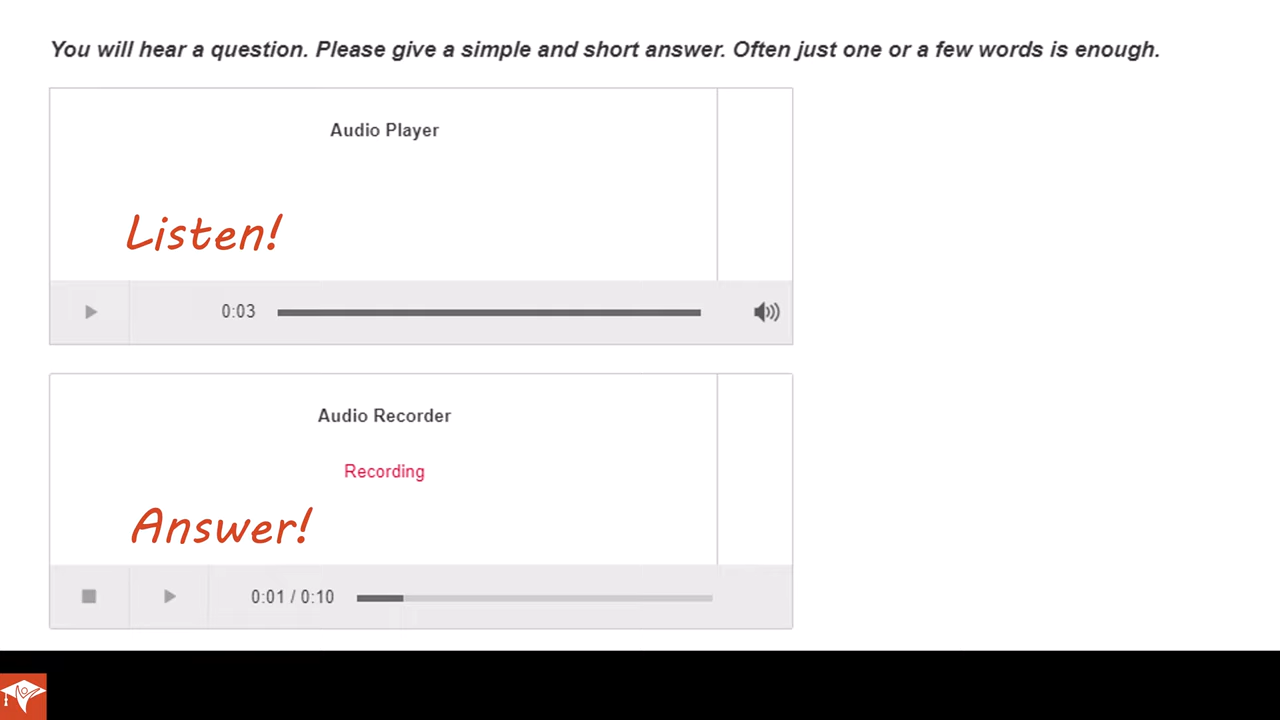 You will hear a question. Please give a simple and short answer. Often just one or a few words is enough.
Audio Player
Listen!
0:03
Audio Recorder
Recording
Answer!
0:01 / 0:10